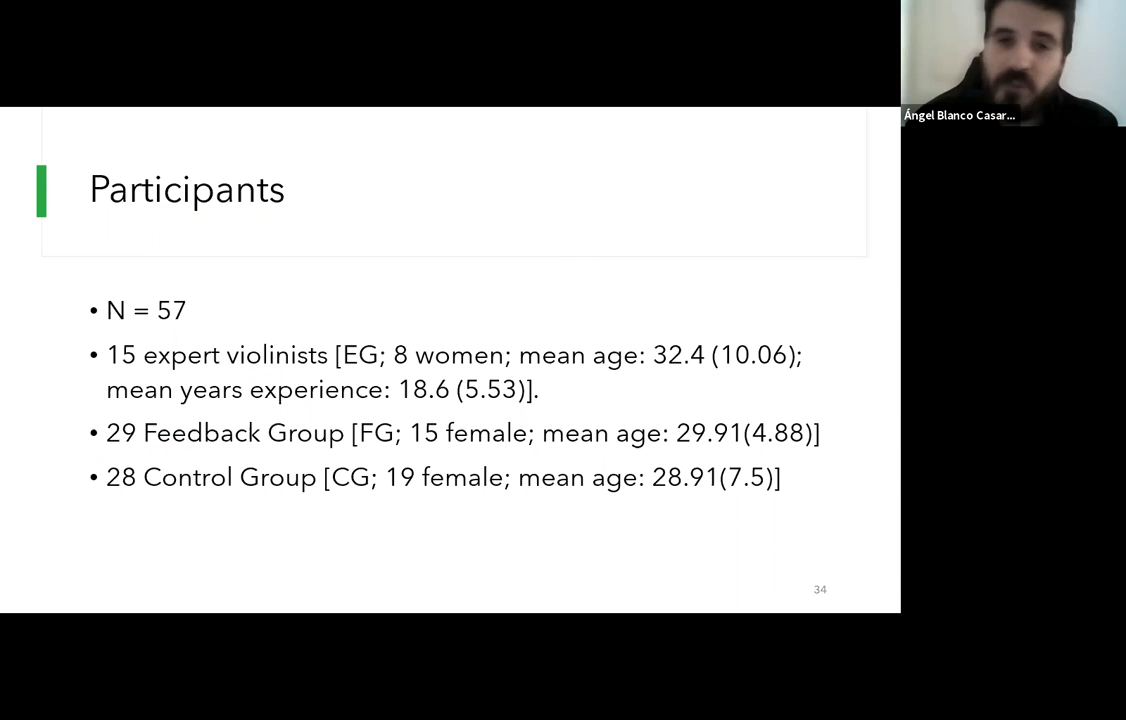 Ángel Blanco Casar...
Participants
• N = 57
• 15 expert violinists [EG; 8 women; mean age: 32.4 (10.06);
mean years experience: 18.6 (5.53)].
• 29 Feedback Group [FG; 15 female; mean age: 29.91(4.88)]
• 28 Control Group [CG; 19 female; mean age: 28.91(7.5)]
34